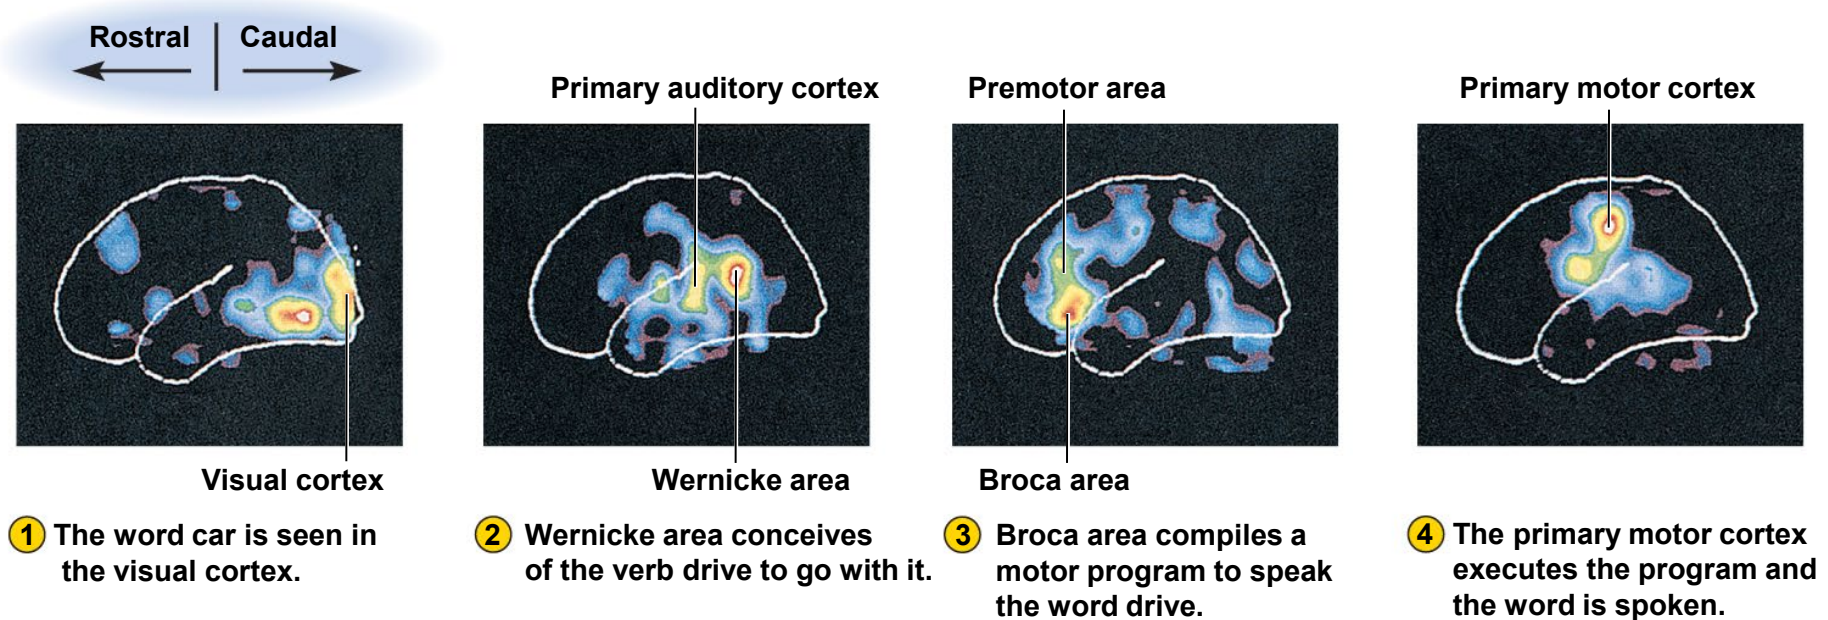 Rostral
Caudal
Primary auditory cortex
Premotor area
Primary motor cortex
Visual cortex
Wernicke area
Broca area
1 The word car is seen in
the visual cortex.
2 Wernicke area conceives
of the verb drive to go with it.
3 Broca area compiles a
motor program to speak
the word drive.
4 The primary motor cortex
executes the program and
the word is spoken.